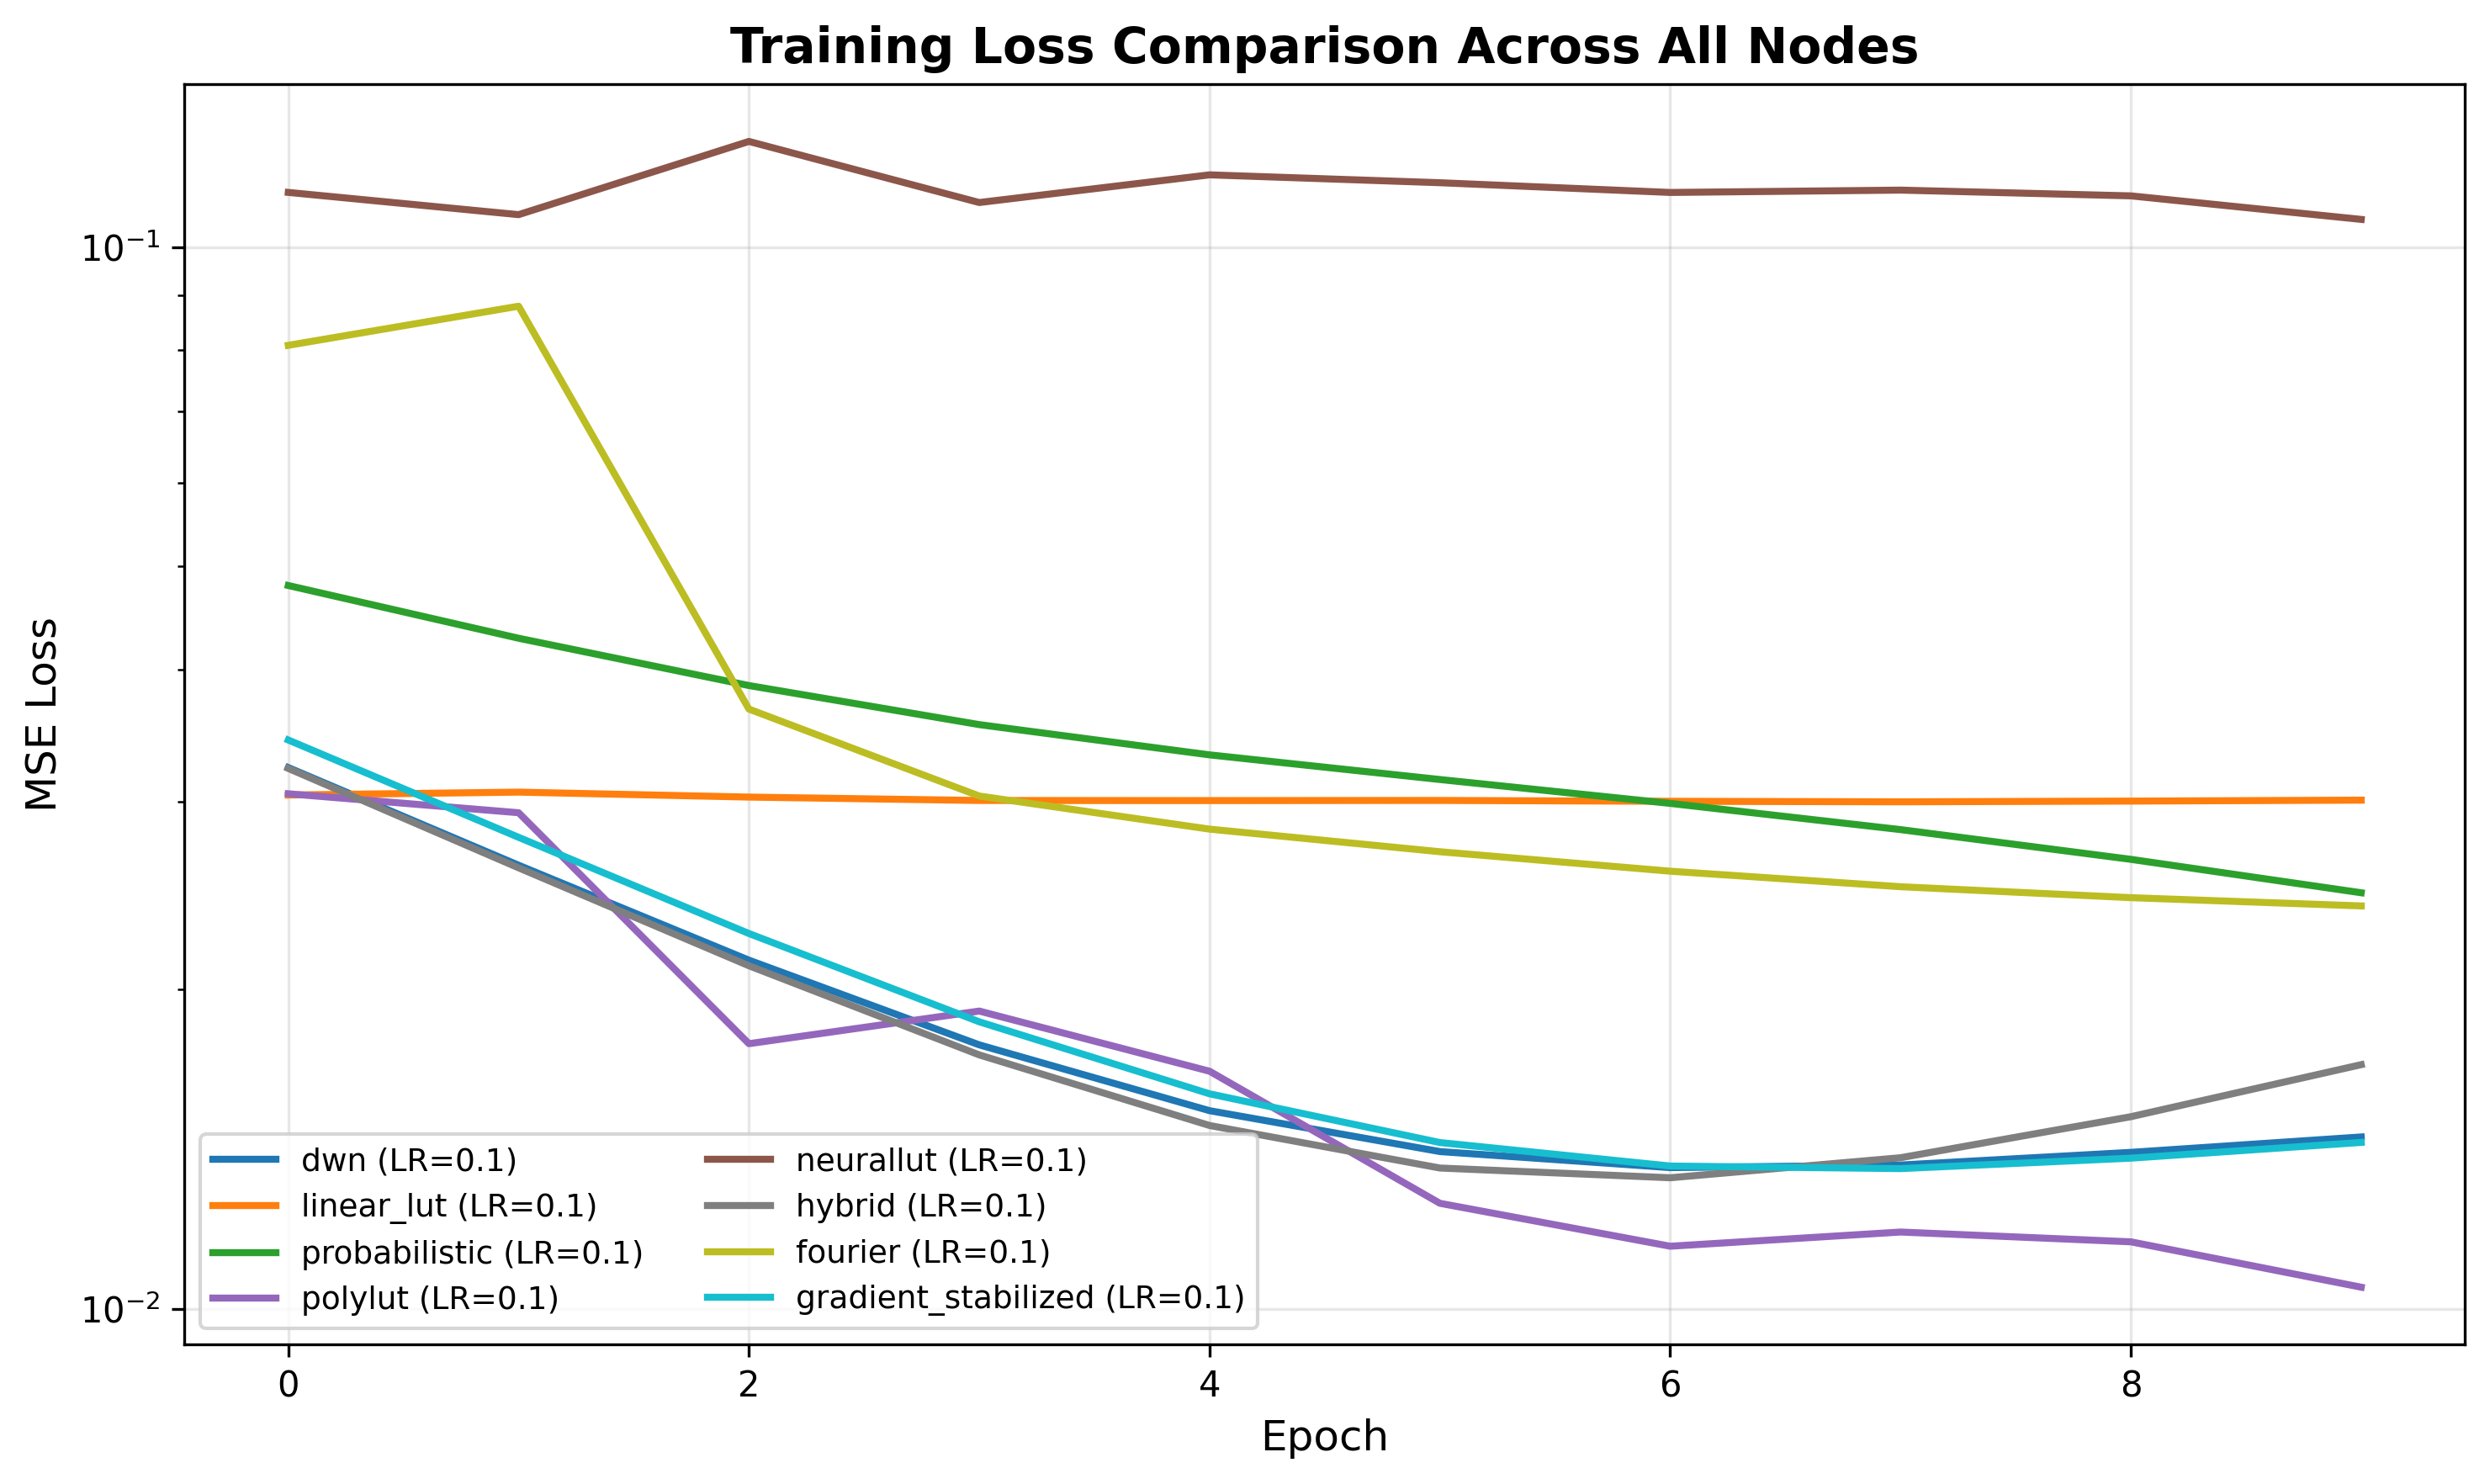 Training Loss Comparison Across All Nodes
MSE Loss
10⁻¹
10⁻²
dwn (LR=0.1)
linear_lut (LR=0.1)
probabilistic (LR=0.1)
polylut (LR=0.1)
neurallut (LR=0.1)
hybrid (LR=0.1)
fourier (LR=0.1)
gradient_stabilized (LR=0.1)
0 2 4 6 8
Epoch